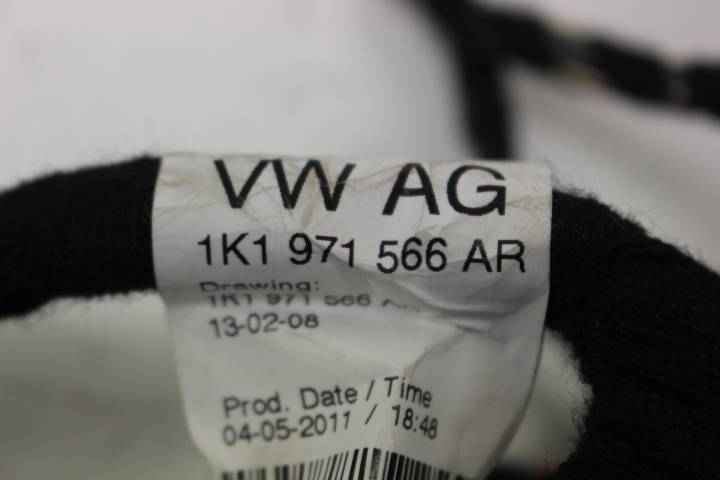 VW AG
1K1 971 566 AR
Drawing:
1K1 971 566
13-02-08
Prod. Date / Time
04-05-2011 / 18:48